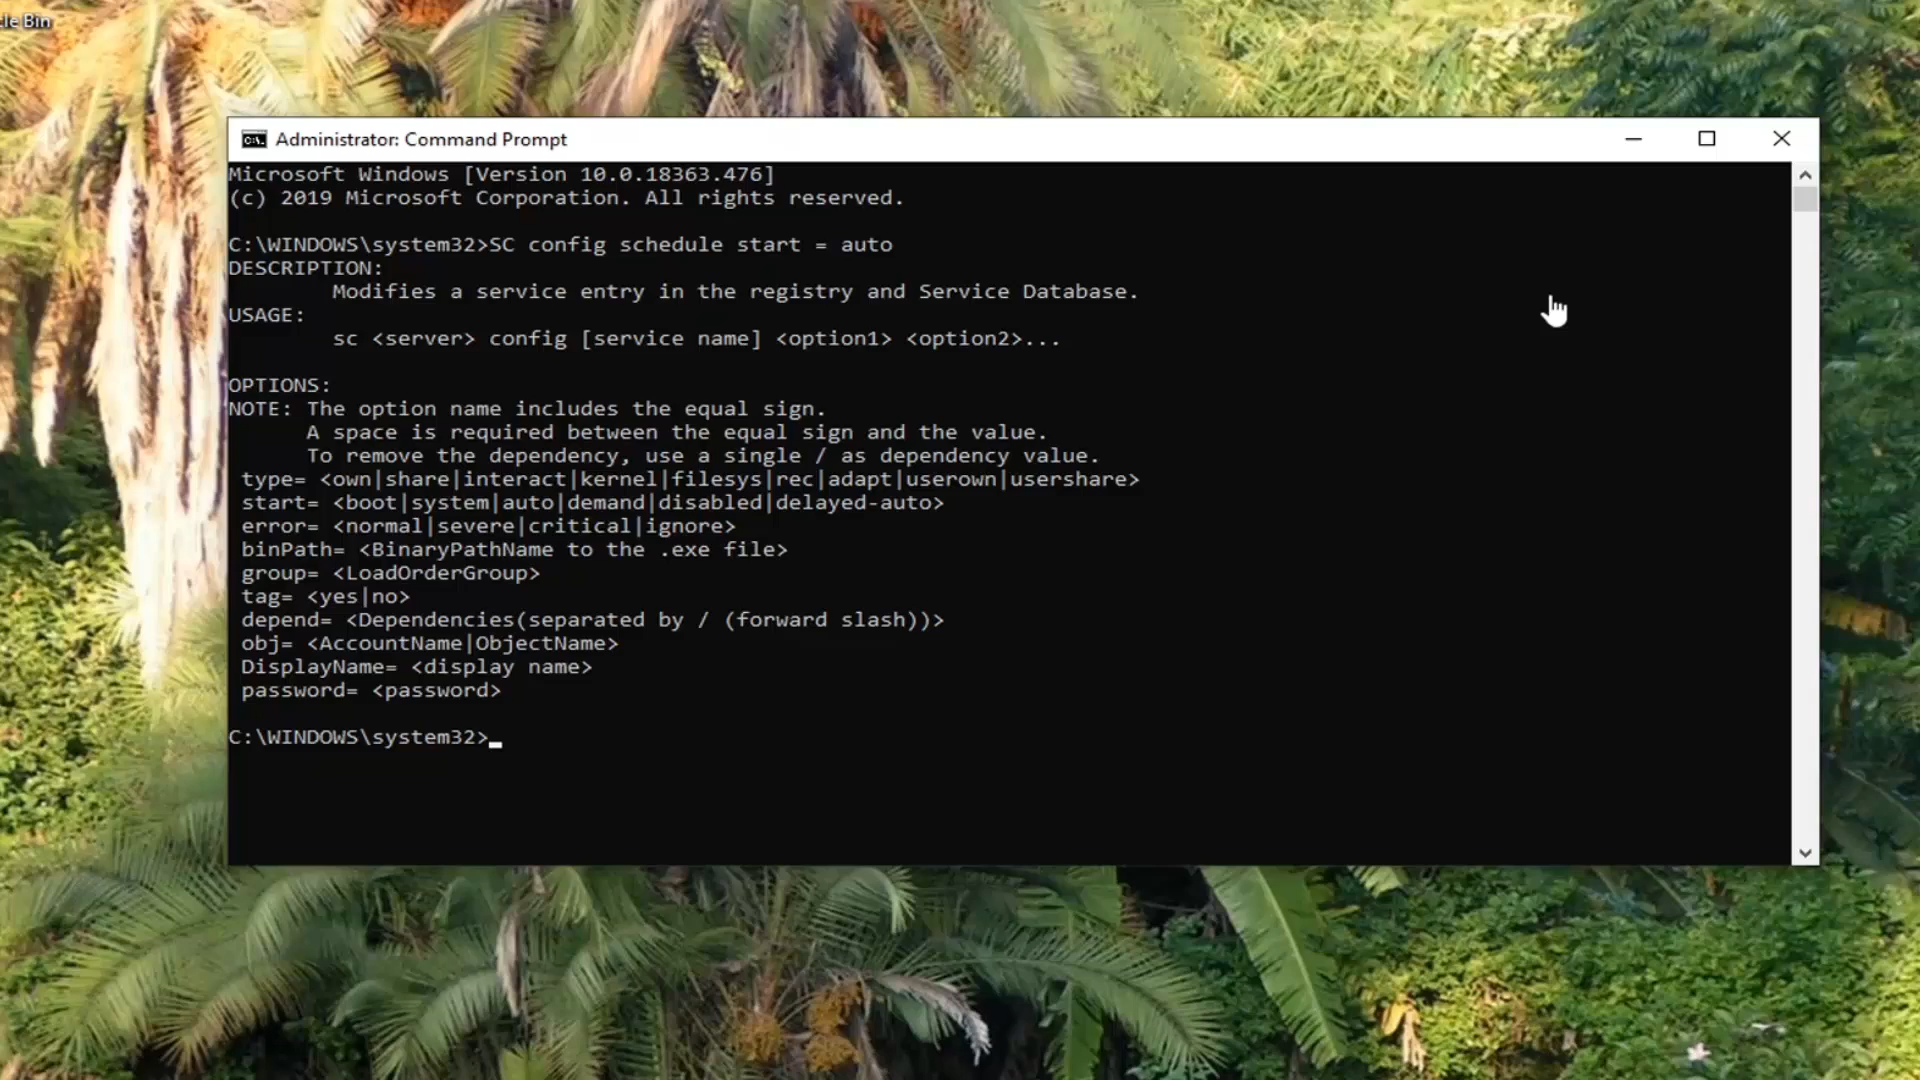 cle Bin
Administrator: Command Prompt
Microsoft Windows [Version 10.0.18363.476]
(c) 2019 Microsoft Corporation. All rights reserved.
C:\WINDOWS\system32>SC config schedule start = auto
DESCRIPTION:
        Modifies a service entry in the registry and Service Database.
USAGE:
        sc <server> config [service name] <option1> <option2>...
OPTIONS:
NOTE: The option name includes the equal sign.
      A space is required between the equal sign and the value.
      To remove the dependency, use a single / as dependency value.
 type= <own|share|interact|kernel|filesys|rec|adapt|userown|usershare>
 start= <boot|system|auto|demand|disabled|delayed-auto>
 error= <normal|severe|critical|ignore>
 binPath= <BinaryPathName to the .exe file>
 group= <LoadOrderGroup>
 tag= <yes|no>
 depend= <Dependencies(separated by / (forward slash))>
 obj= <AccountName|ObjectName>
 DisplayName= <display name>
 password= <password>
C:\WINDOWS\system32>